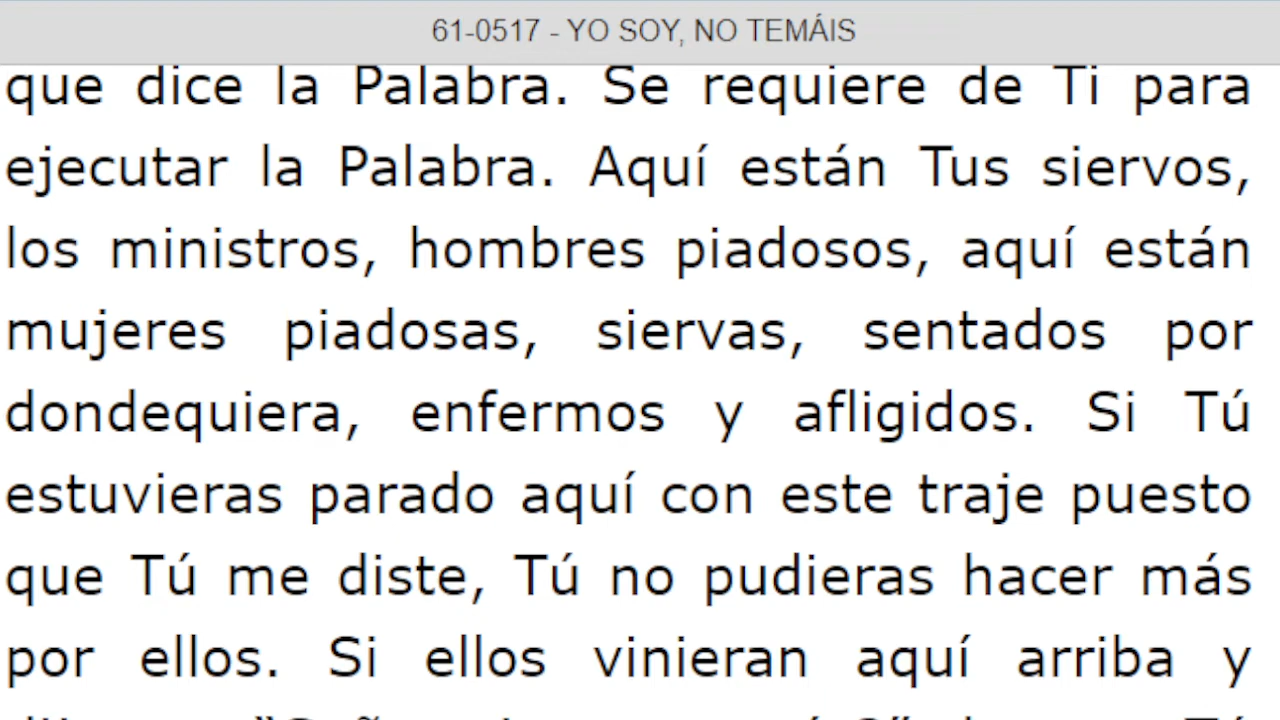 61-0517 - YO SOY, NO TEMÁIS
que dice la Palabra. Se requiere de Ti para
ejecutar la Palabra. Aquí están Tus siervos,
los ministros, hombres piadosos, aquí están
mujeres piadosas, siervas, sentados por
dondequiera, enfermos y afligidos. Si Tú
estuvieras parado aquí con este traje puesto
que Tú me diste, Tú no pudieras hacer más
por ellos. Si ellos vinieran aquí arriba y